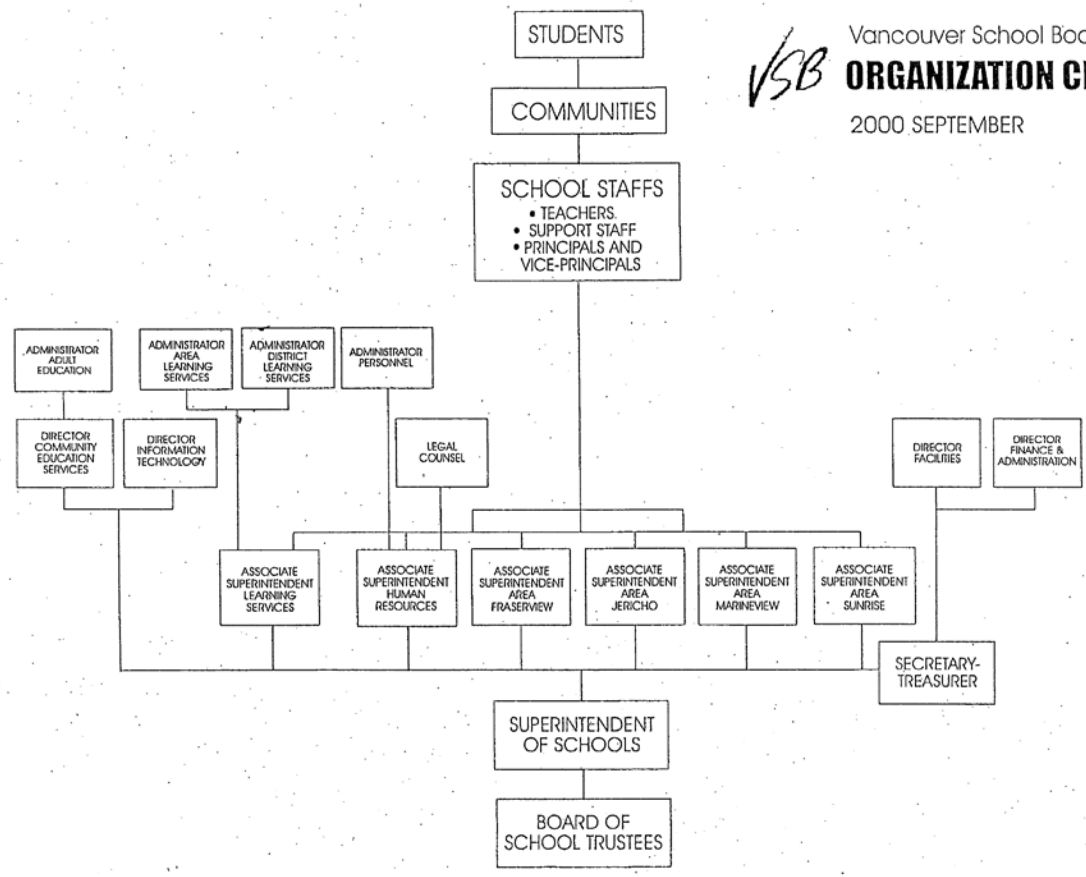 STUDENTS
VSB
Vancouver School Boa
ORGANIZATION C
2000 SEPTEMBER
COMMUNITIES
SCHOOL STAFFS
• TEACHERS
• SUPPORT STAFF
• PRINCIPALS AND
VICE-PRINCIPALS
ADMINISTRATOR
ADULT
EDUCATION
ADMINISTRATOR
AREA
LEARNING
SERVICES
ADMINISTRATOR
DISTRICT
LEARNING
SERVICES
ADMINISTRATOR
PERSONNEL
DIRECTOR
COMMUNITY
EDUCATION
SERVICES
DIRECTOR
INFORMATION
TECHNOLOGY
LEGAL
COUNSEL
DIRECTOR
FACILITIES
DIRECTOR
FINANCE &
ADMINISTRATION
ASSOCIATE
SUPERINTENDENT
LEARNING
SERVICES
ASSOCIATE
SUPERINTENDENT
HUMAN
RESOURCES
ASSOCIATE
SUPERINTENDENT
AREA
FRASERVIEW
ASSOCIATE
SUPERINTENDENT
AREA
JERICHO
ASSOCIATE
SUPERINTENDENT
AREA
MARINEVIEW
ASSOCIATE
SUPERINTENDENT
AREA
SUNRISE
SECRETARY-
TREASURER
SUPERINTENDENT
OF SCHOOLS
BOARD OF
SCHOOL TRUSTEES